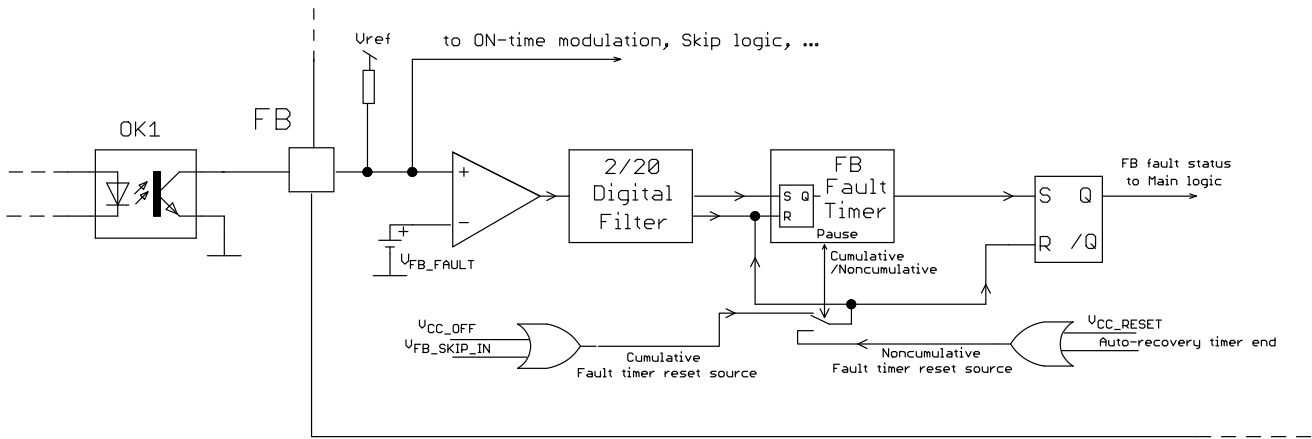 Vref
to ON-time modulation, Skip logic, ...
FB
OK1
+
2/20
Digital
Filter
FB
Fault
Timer
S Q
R
Pause
FB fault status
to Main logic
S Q
R /Q
−
+
VFB_FAULT
Cumulative
/Noncumulative
VCC_OFF
VFB_SKIP_IN
Cumulative
Fault timer reset source
Noncumulative
Fault timer reset source
VCC_RESET
Auto-recovery timer end